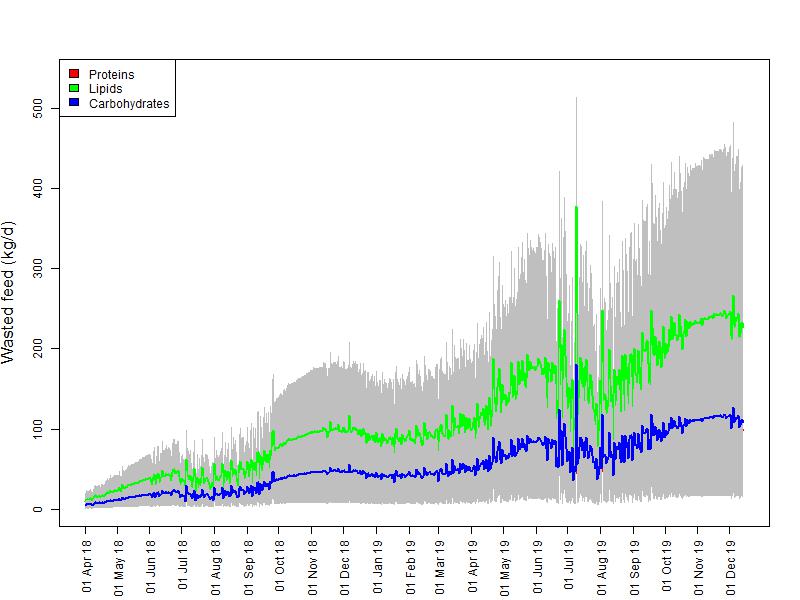 Proteins
Lipids
Carbohydrates
Wasted feed (kg/d)
500
400
300
200
100
0
01 Apr 18
01 May 18
01 Jun 18
01 Jul 18
01 Aug 18
01 Sep 18
01 Oct 18
01 Nov 18
01 Dec 18
01 Jan 19
01 Feb 19
01 Mar 19
01 Apr 19
01 May 19
01 Jun 19
01 Jul 19
01 Aug 19
01 Sep 19
01 Oct 19
01 Nov 19
01 Dec 19